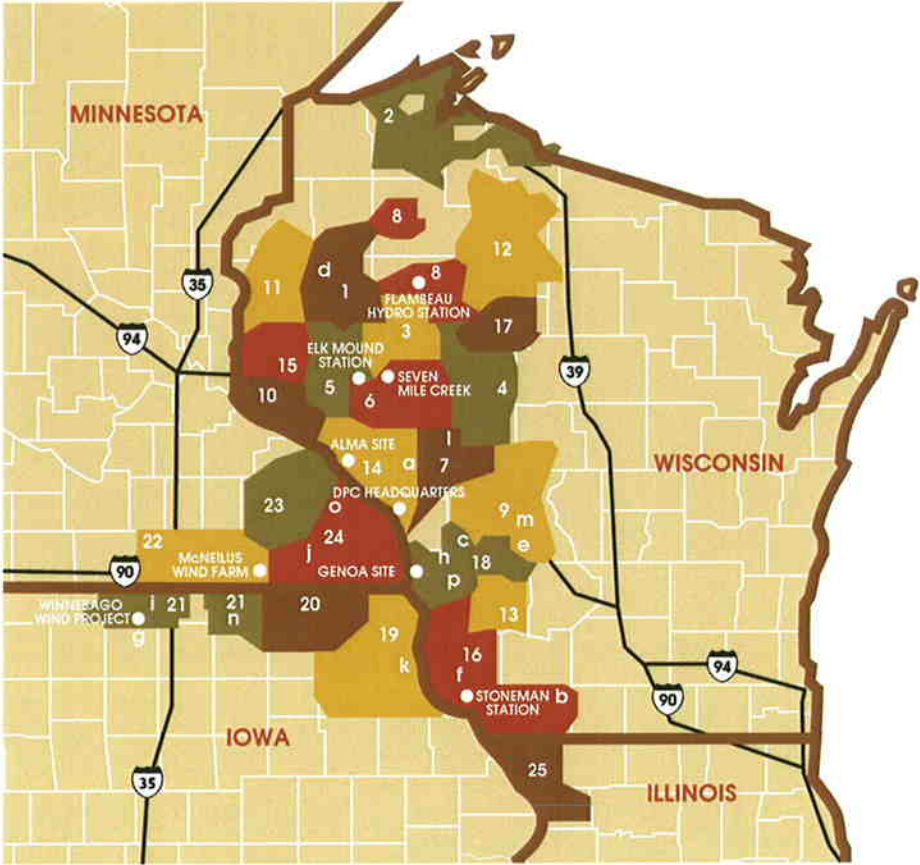 MINNESOTA
2
8
12
d
1
8
11
35
FLAMBEAU
HYDRO STATION
17
3
94
ELK MOUND
STATION
15
SEVEN
MILE CREEK
39
5
6
4
10
l
ALMA SITE
14
a
7
WISCONSIN
DPC HEADQUARTERS
23
o
9
m
24
c
e
22
j
h
18
McNEILUS
WIND FARM
GENOA SITE
p
90
i
21
21
n
20
WINNEBAGO
WIND PROJECT
g
13
19
k
16
f
94
STONEMAN
STATION
b
90
IOWA
25
35
ILLINOIS